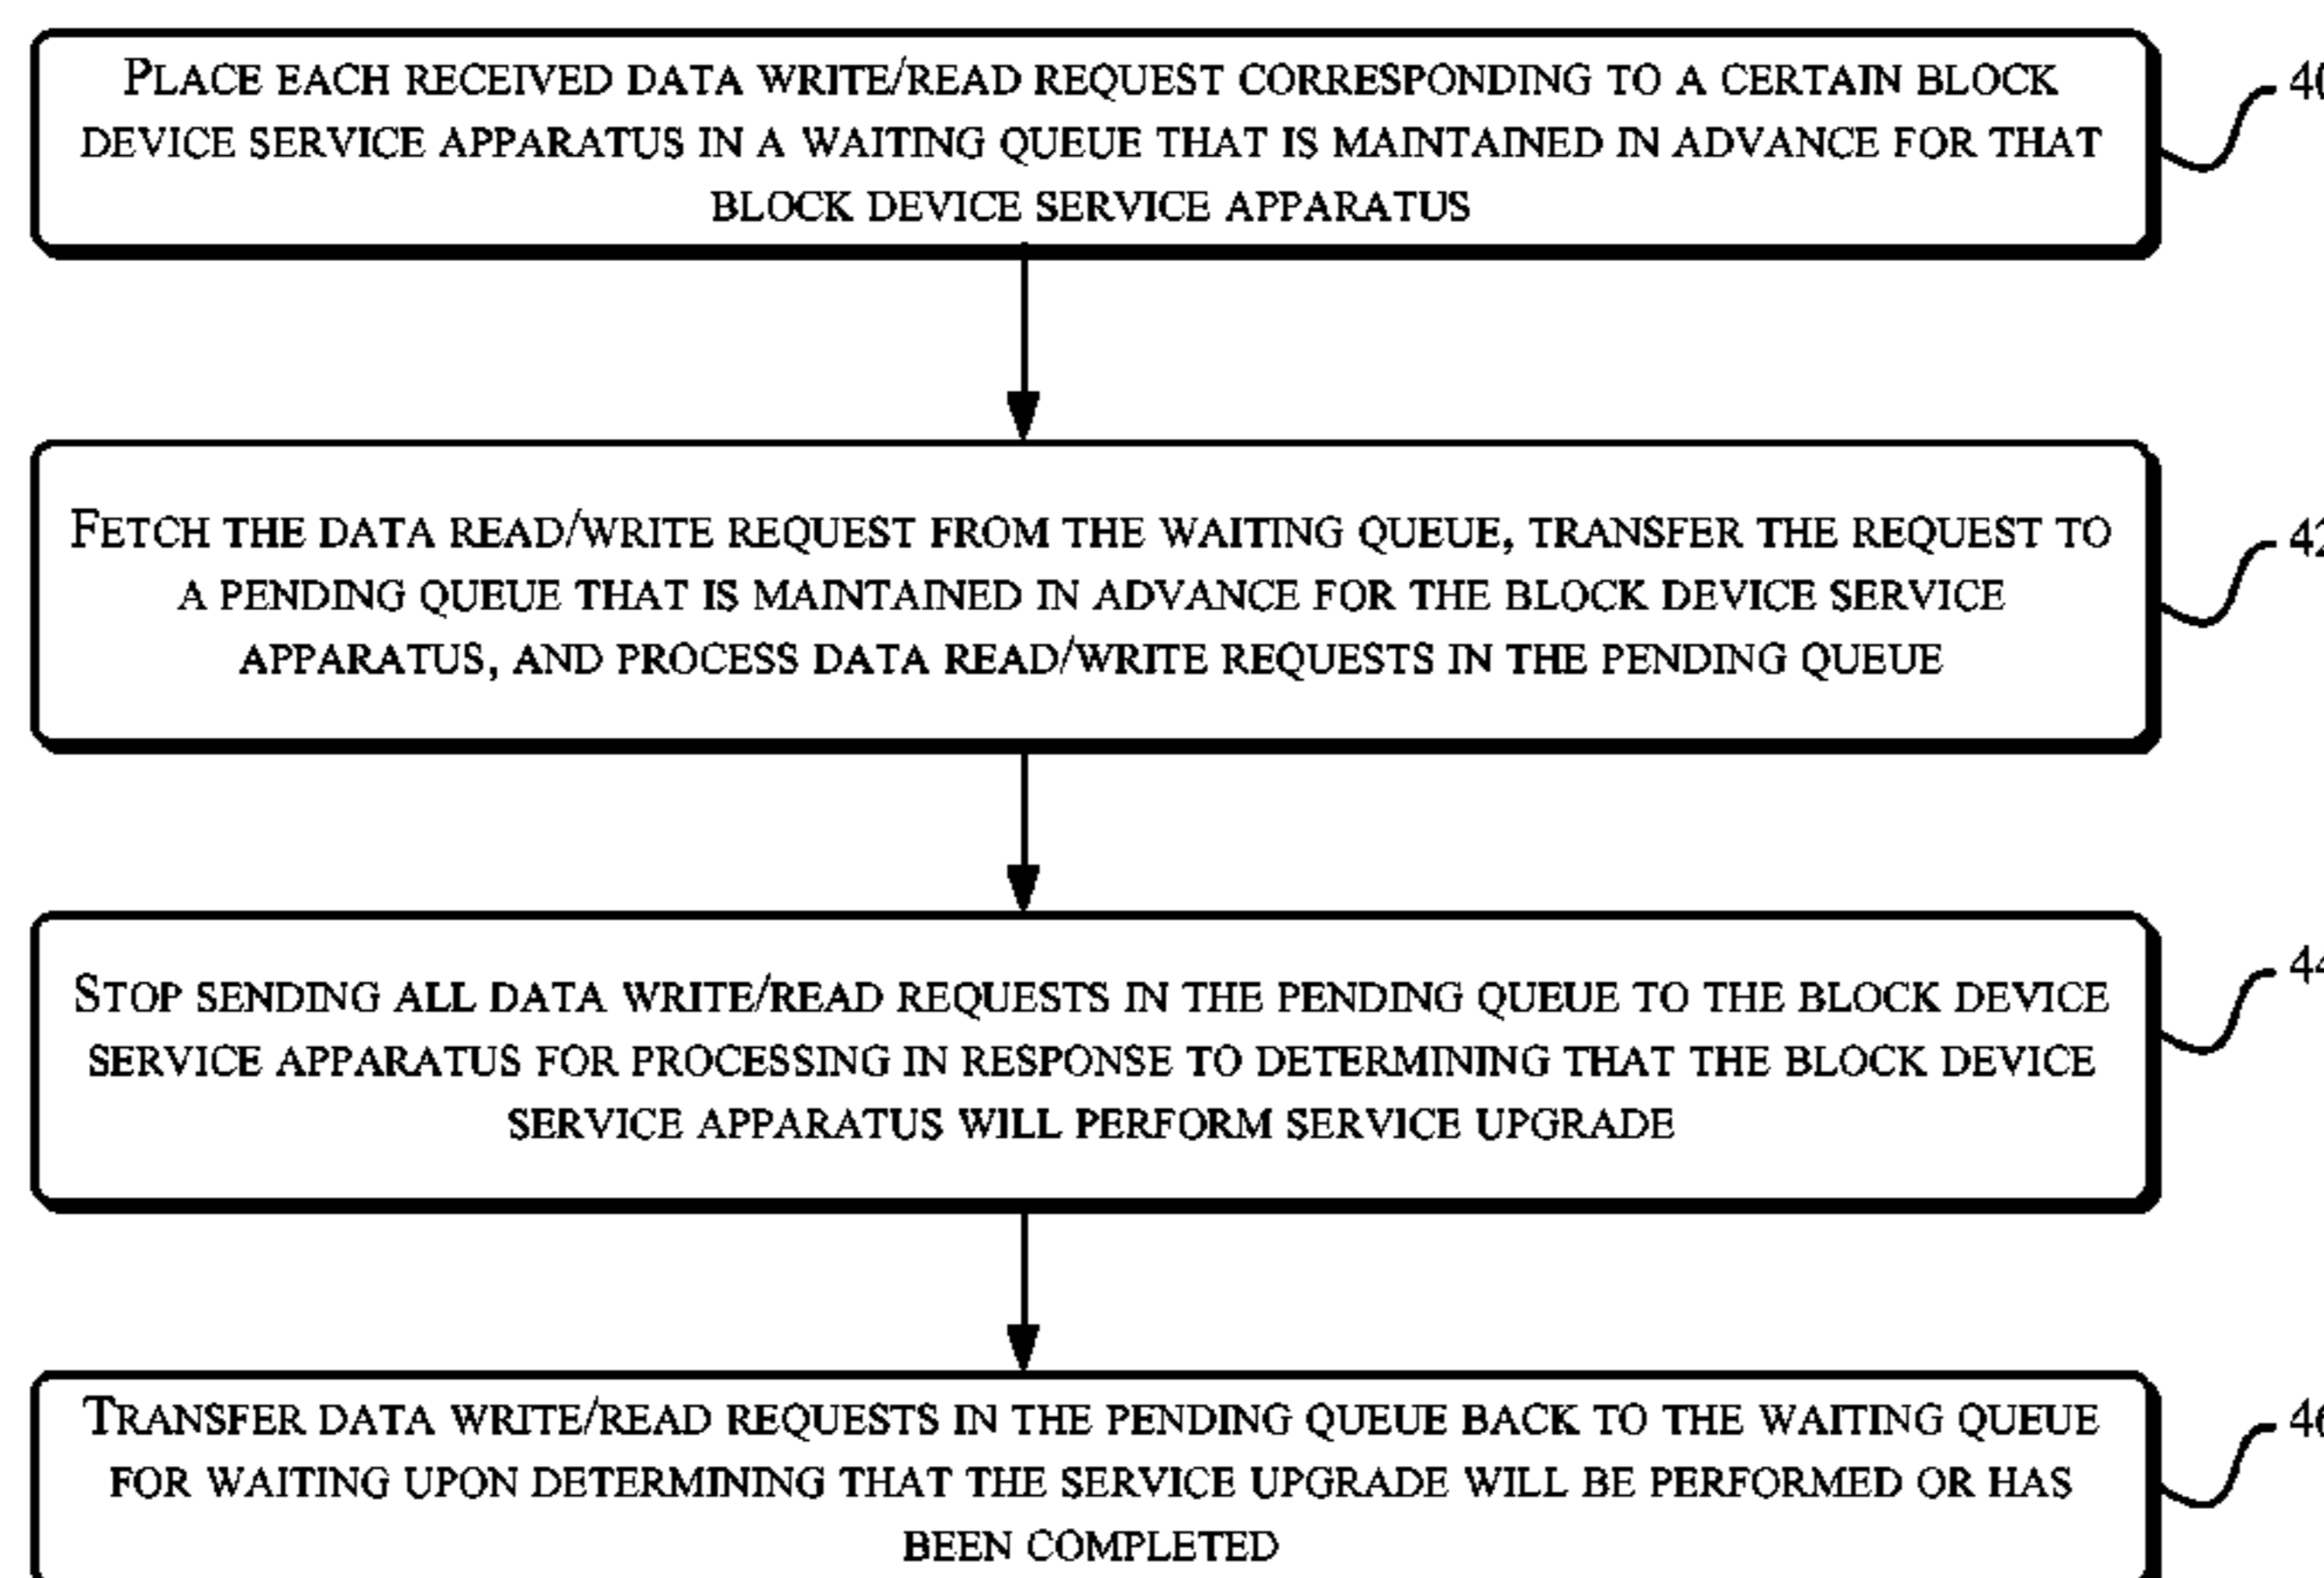 PLACE EACH RECEIVED DATA WRITE/READ REQUEST CORRESPONDING TO A CERTAIN BLOCK
DEVICE SERVICE APPARATUS IN A WAITING QUEUE THAT IS MAINTAINED IN ADVANCE FOR THAT
BLOCK DEVICE SERVICE APPARATUS
40
FETCH THE DATA READ/WRITE REQUEST FROM THE WAITING QUEUE, TRANSFER THE REQUEST TO
A PENDING QUEUE THAT IS MAINTAINED IN ADVANCE FOR THE BLOCK DEVICE SERVICE
APPARATUS, AND PROCESS DATA READ/WRITE REQUESTS IN THE PENDING QUEUE
42
STOP SENDING ALL DATA WRITE/READ REQUESTS IN THE PENDING QUEUE TO THE BLOCK DEVICE
SERVICE APPARATUS FOR PROCESSING IN RESPONSE TO DETERMINING THAT THE BLOCK DEVICE
SERVICE APPARATUS WILL PERFORM SERVICE UPGRADE
44
TRANSFER DATA WRITE/READ REQUESTS IN THE PENDING QUEUE BACK TO THE WAITING QUEUE
FOR WAITING UPON DETERMINING THAT THE SERVICE UPGRADE WILL BE PERFORMED OR HAS
BEEN COMPLETED
46